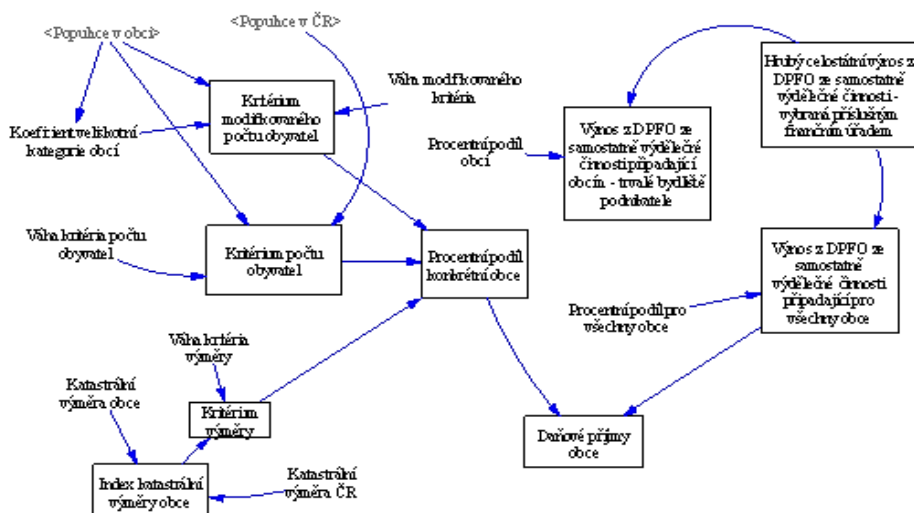 <Populace v obci>
<Populace v ČR>
Kritérium
modifikovaného
počtu obyvatel
Váha modifikovaného
kritéria
Koeficient velikostní
kategorie obcí
Procentní podíl
obcí
Výnos z DPFO ze
samostatné výdělečné
činnosti připadající
obcím - trvalé bydliště
podnikatele
Hrubý celostátní výnos z
DPFO ze samostatné
výdělečné činnosti -
vybraná příslušným
finančním úřadem
Váha kritéria počtu
obyvatel
Kritérium počtu
obyvatel
Procentní podíl
konkrétní obce
Výnos z DPFO ze
samostatné
výdělečné činnosti
připadající pro
všechny obce
Procentní podíl pro
všechny obce
Váha kritéria
výměry
Katastrální
výměra obce
Kritérium
výměry
Daňové příjmy
obce
Index katastrální
výměry obce
Katastrální
výměra ČR